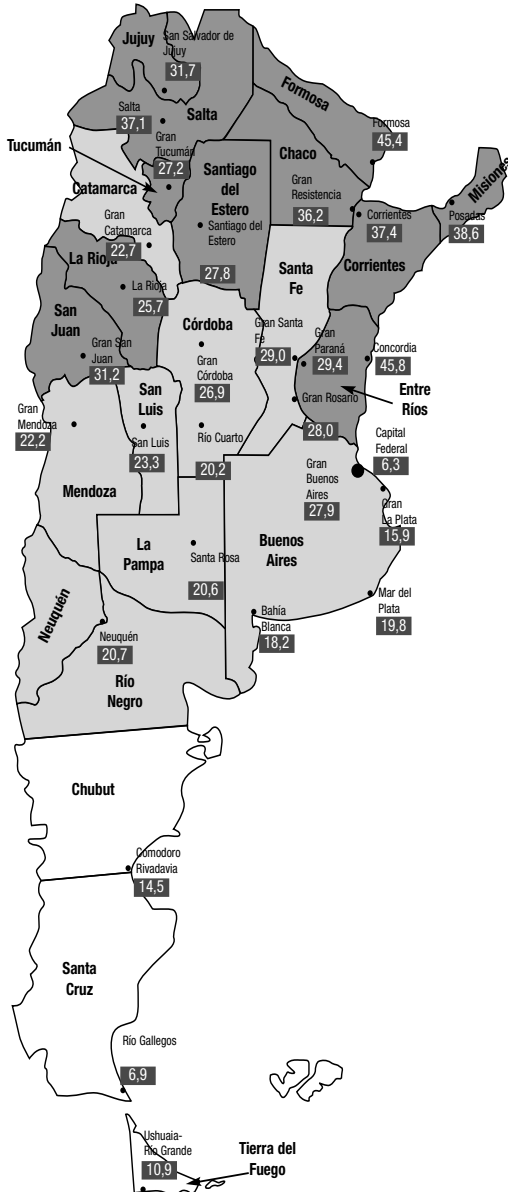 Jujuy
San Salvador de
Jujuy
31,7
Formosa
Salta
37,1
Salta
Formosa
45,4
Tucumán
Gran
Tucumán
27,2
Chaco
Santiago
del
Estero
Gran
Resistencia
36,2
Misiones
Catamarca
Gran
Catamarca
22,7
Santiago del
Estero
27,8
Corrientes
37,4
Posadas
38,6
La Rioja
La Rioja
25,7
Santa
Fe
Corrientes
San
Juan
Gran San
Juan
31,2
Córdoba
Gran
Córdoba
26,9
Gran Santa
Fe
29,0
Gran
Paraná
29,4
Concordia
45,8
San
Luis
San Luis
23,3
Río Cuarto
20,2
Gran Rosario
28,0
Entre
Ríos
Gran
Mendoza
22,2
Capital
Federal
6,3
Mendoza
Gran
Buenos
Aires
27,9
Gran
La Plata
15,9
La
Pampa
Santa Rosa
20,6
Buenos
Aires
Neuquén
Neuquén
20,7
Bahía
Blanca
18,2
Mar del
Plata
19,8
Río
Negro
Chubut
Comodoro
Rivadavia
14,5
Santa
Cruz
Río Gallegos
6,9
Ushuaia-
Río Grande
10,9
Tierra del
Fuego